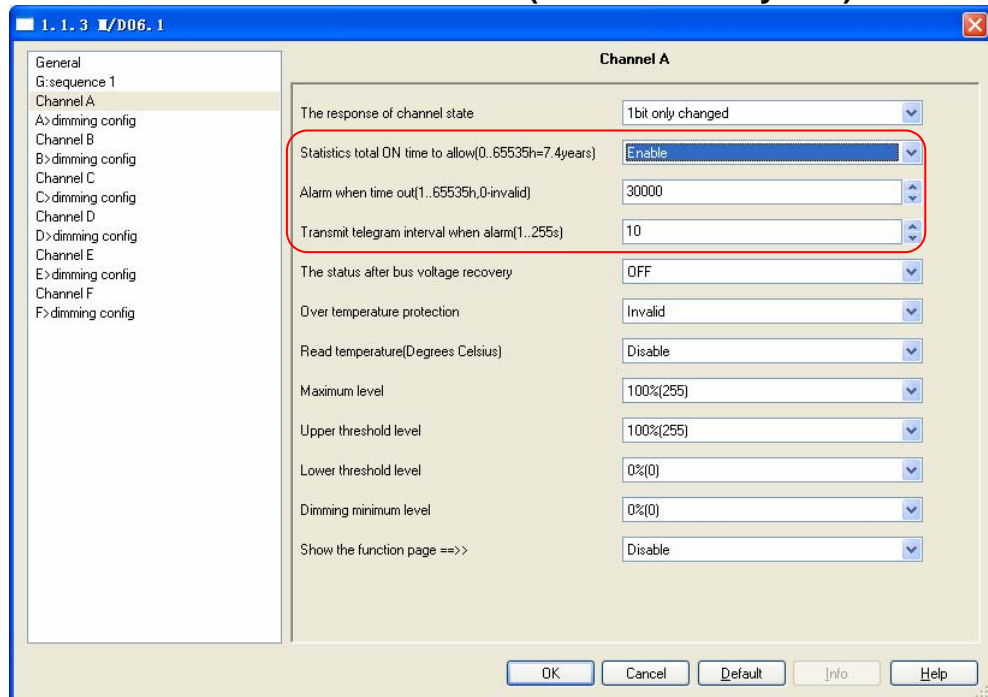 1.1.3 M/D06.1
General
G:sequence 1
Channel A
A>dimming config
Channel B
B>dimming config
Channel C
C>dimming config
Channel D
D>dimming config
Channel E
E>dimming config
Channel F
F>dimming config
Channel A
The response of channel state 1bit only changed
Statistics total ON time to allow(0..65535h=7.4years) Enable
Alarm when time out(1..65535h,0-invalid) 30000
Transmit telegram interval when alarm(1..255s) 10
The status after bus voltage recovery OFF
Over temperature protection Invalid
Read temperature(Degrees Celsius) Disable
Maximum level 100%(255)
Upper threshold level 100%(255)
Lower threshold level 0%(0)
Dimming minimum level 0%(0)
Show the function page ==>> Disable
OK Cancel Default Info Help